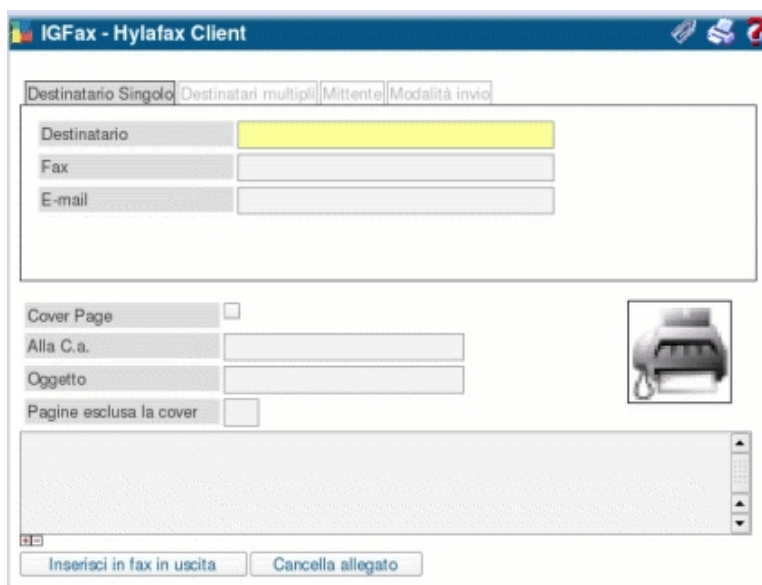 IGFax - Hylafax Client
Destinatario Singolo Destinatari multipli Mittente Modalità invio
Destinatario
Fax
E-mail
Cover Page
Alla C.a.
Oggetto
Pagine esclusa la cover
Inserisci in fax in uscita Cancella allegato